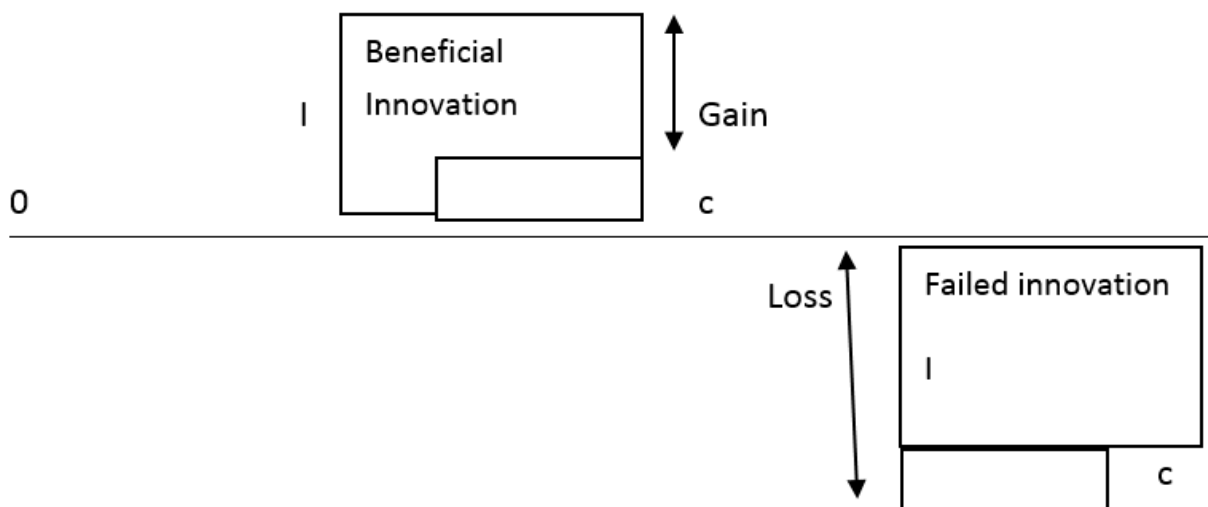 Beneficial
Innovation
I
Gain
0
c
Failed innovation
Loss
I
c